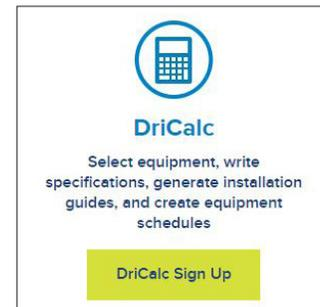 DriCalc
Select equipment, write
specifications, generate installation
guides, and create equipment
schedules
DriCalc Sign Up